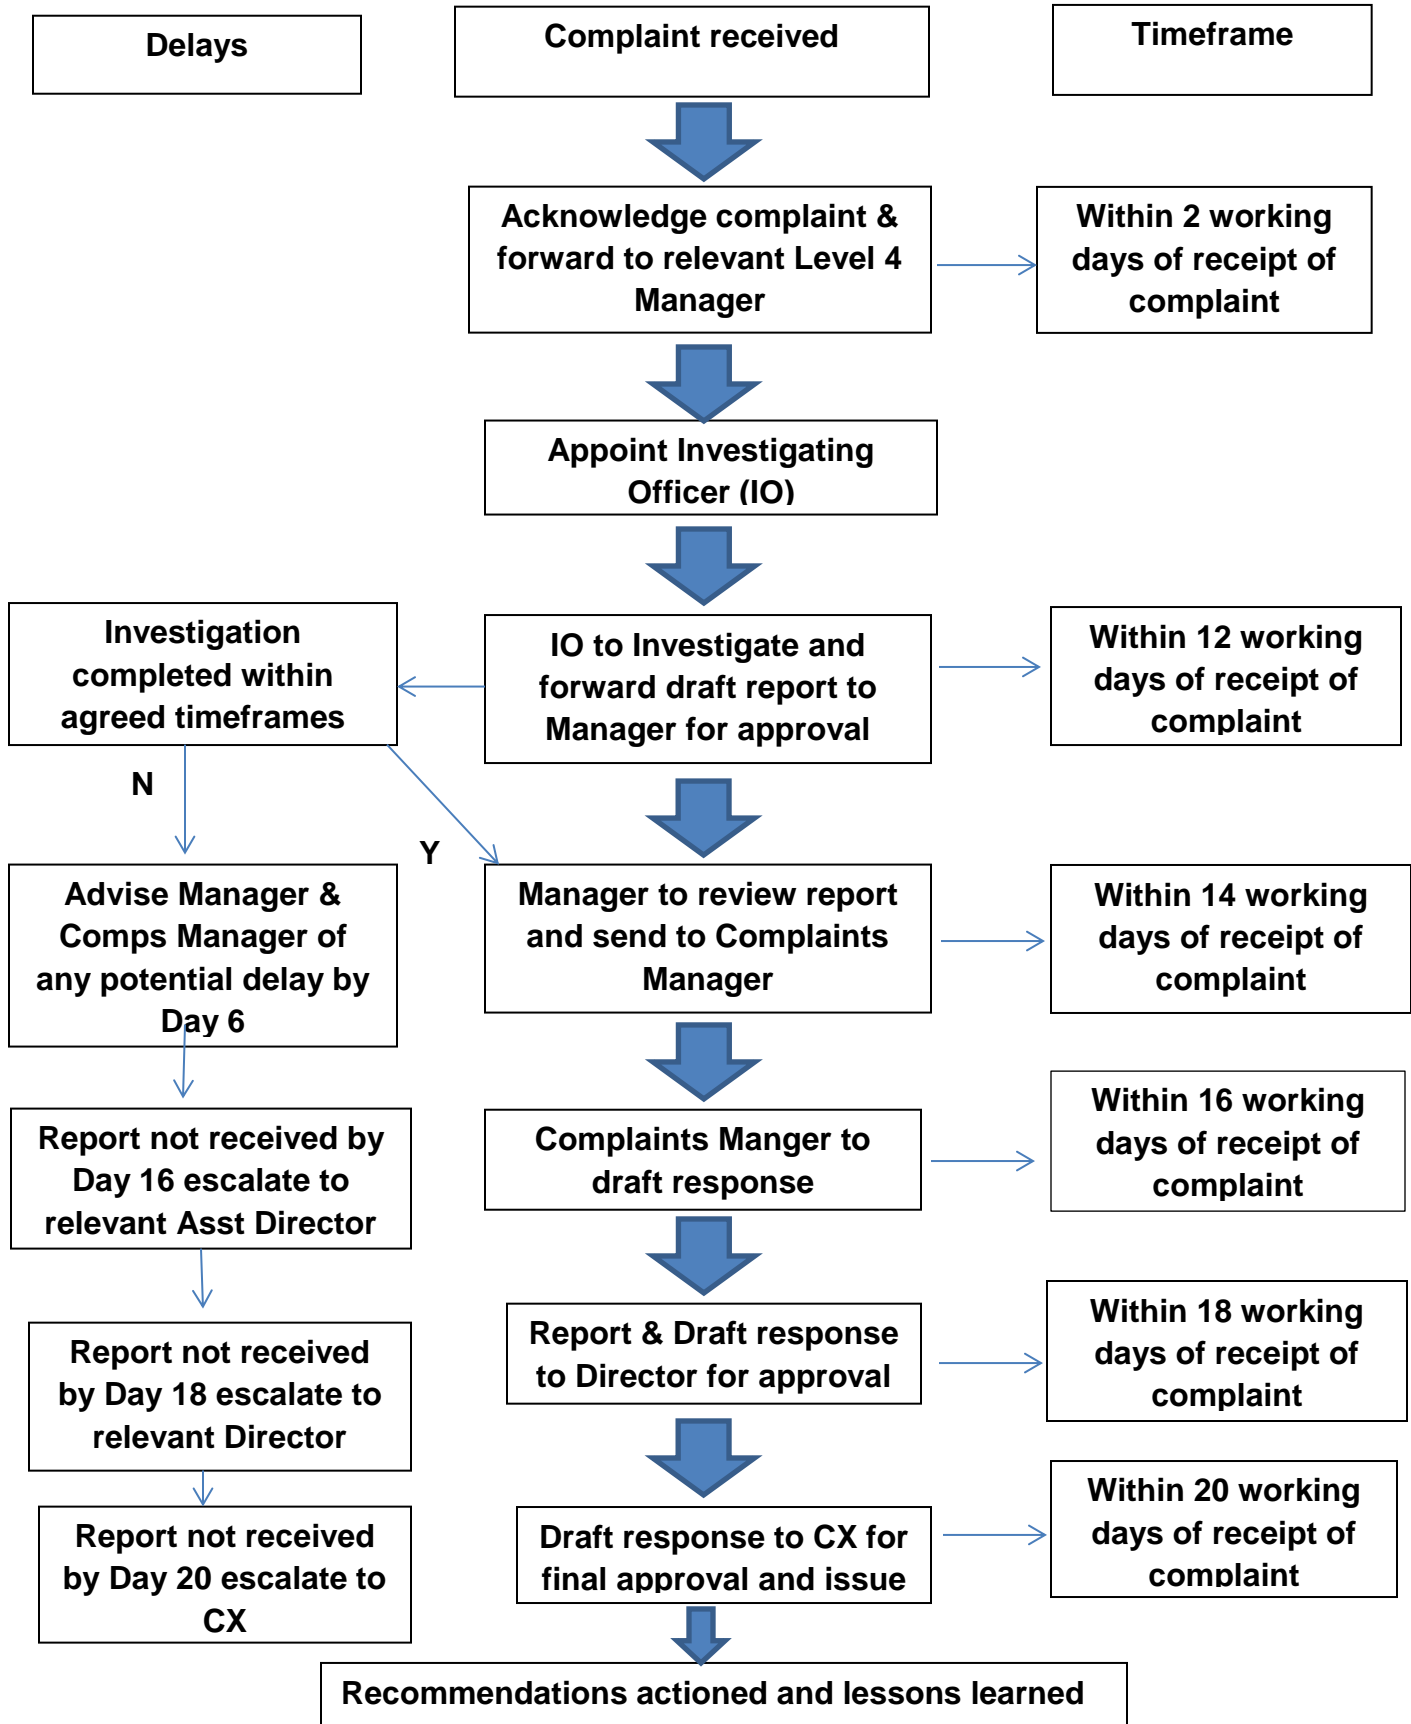 Delays
Complaint received
Timeframe
Acknowledge complaint &
forward to relevant Level 4
Manager
Within 2 working
days of receipt of
complaint
Appoint Investigating
Officer (IO)
Investigation
completed within
agreed timeframes
IO to Investigate and
forward draft report to
Manager for approval
Within 12 working
days of receipt of
complaint
N
Y
Advise Manager &
Comps Manager of
any potential delay by
Day 6
Manager to review report
and send to Complaints
Manager
Within 14 working
days of receipt of
complaint
Report not received by
Day 16 escalate to
relevant Asst Director
Complaints Manger to
draft response
Within 16 working
days of receipt of
complaint
Report not received
by Day 18 escalate to
relevant Director
Report & Draft response
to Director for approval
Within 18 working
days of receipt of
complaint
Report not received
by Day 20 escalate to
CX
Draft response to CX for
final approval and issue
Within 20 working
days of receipt of
complaint
Recommendations actioned and lessons learned